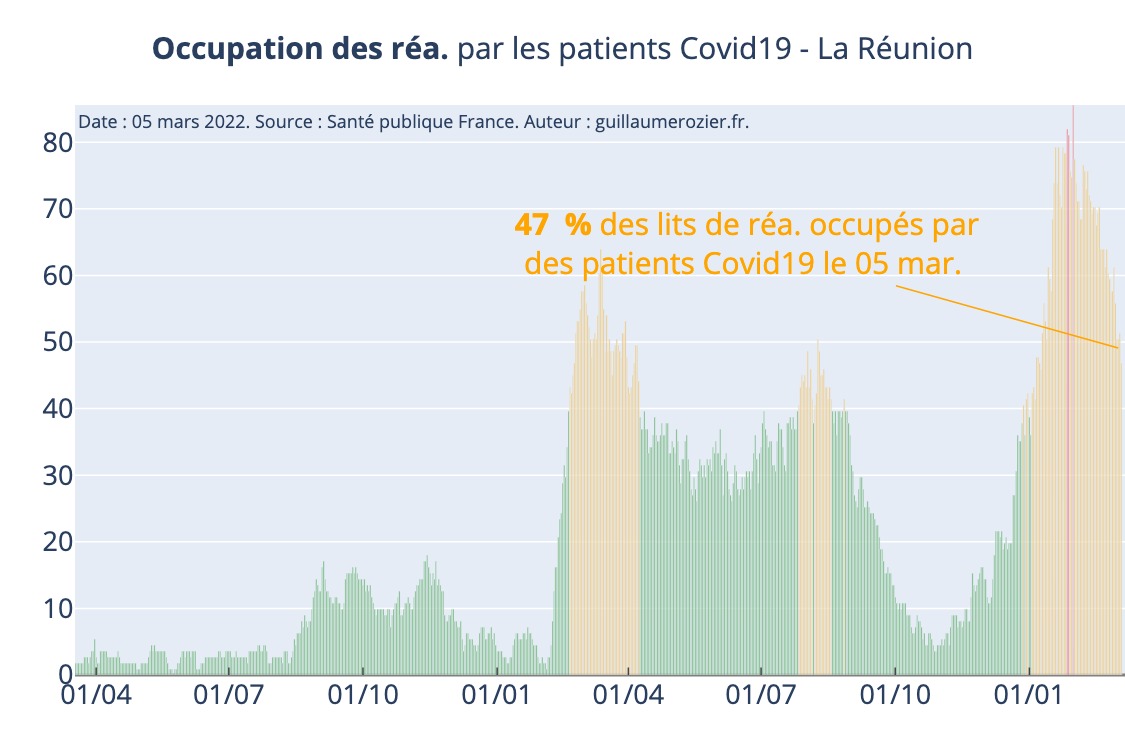 Occupation des réa. par les patients Covid19 - La Réunion
Date : 05 mars 2022. Source : Santé publique France. Auteur : guillaumerozier.fr.
80
70
47 % des lits de réa. occupés par
des patients Covid19 le 05 mar.
60
50
40
30
20
10
0
01/04 01/07 01/10 01/01 01/04 01/07 01/10 01/01